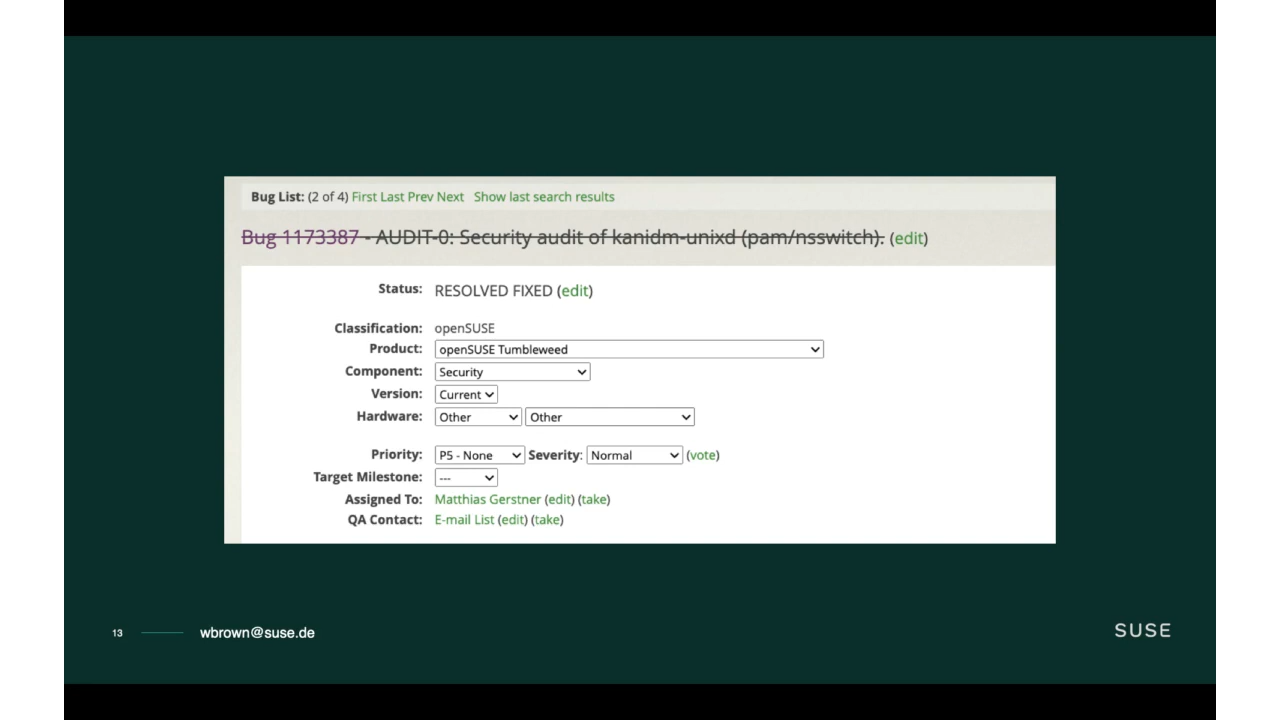 Bug List: (2 of 4) First Last Prev Next Show last search results
Bug 1173387 - AUDIT-0: Security audit of kanidm-unixd (pam/nsswitch). (edit)
Status: RESOLVED FIXED (edit)
Classification: openSUSE
Product: openSUSE Tumbleweed
Component: Security
Version: Current
Hardware: Other Other
Priority: P5 - None Severity: Normal (vote)
Target Milestone: ---
Assigned To: Matthias Gerstner (edit) (take)
QA Contact: E-mail List (edit) (take)
13 wbrown@suse.de SUSE